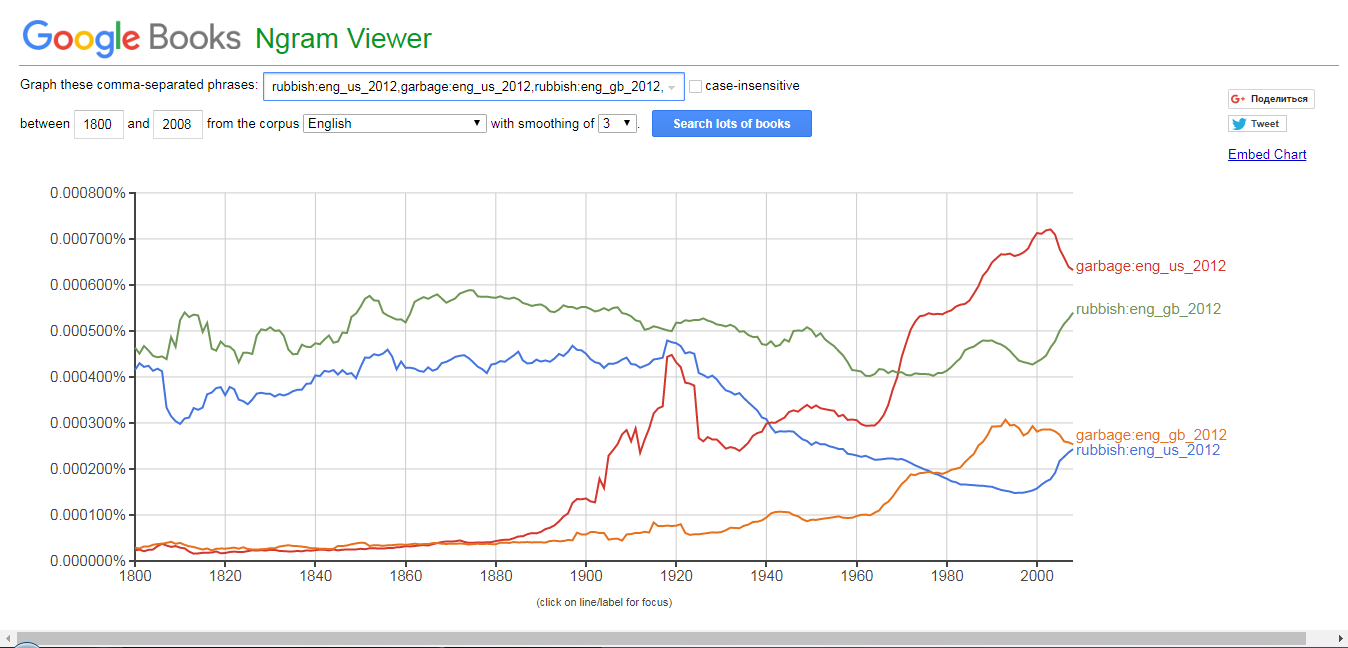 Google Books Ngram Viewer
Graph these comma-separated phrases: rubbish:eng_us_2012,garbage:eng_us_2012,rubbish:eng_gb_2012, case-insensitive
between 1800 and 2008 from the corpus English with smoothing of 3 . Search lots of books
G+ Поделиться
Tweet
Embed Chart
0.000800%
0.000700%
0.000600%
0.000500%
0.000400%
0.000300%
0.000200%
0.000100%
0.000000%
garbage:eng_us_2012
rubbish:eng_gb_2012
garbage:eng_gb_2012
rubbish:eng_us_2012
1800 1820 1840 1860 1880 1900 1920 1940 1960 1980 2000
(click on line/label for focus)